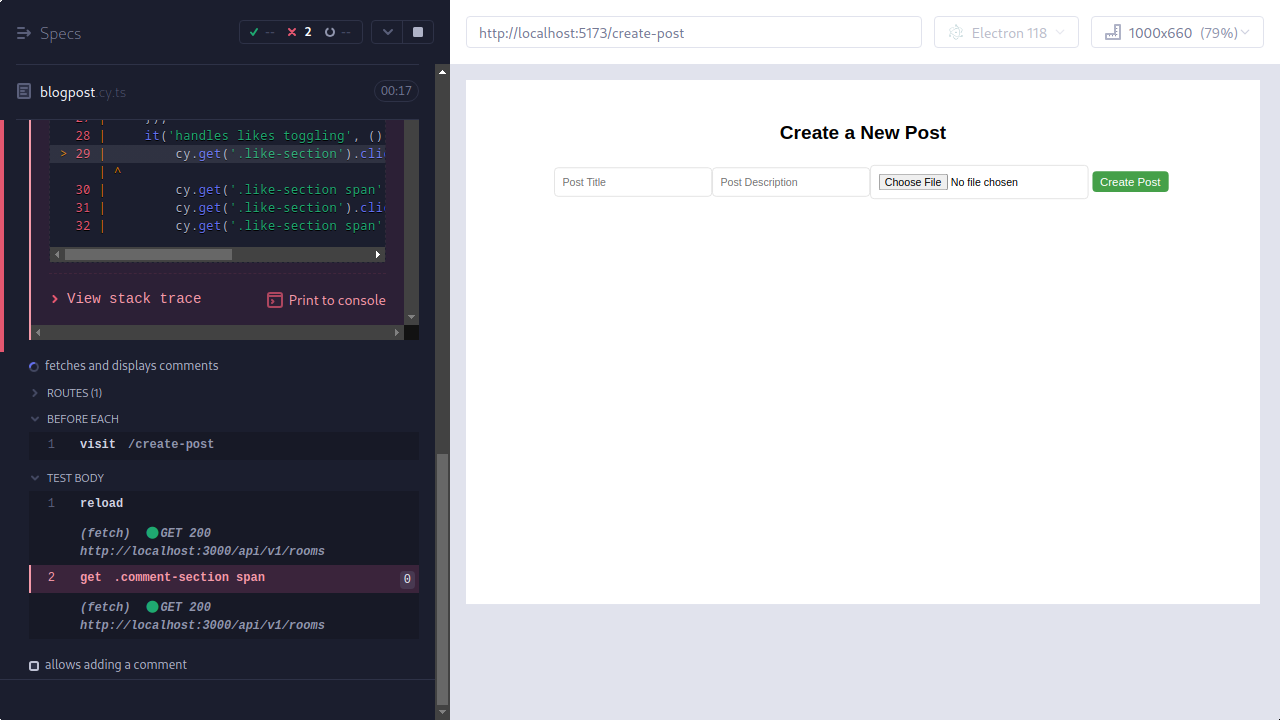 Specs
-- 2 --
blogpost.cy.ts 00:17
28 | it('handles likes toggling', ()
> 29 | cy.get('.like-section').clic
| ^
30 | cy.get('.like-section span'
31 | cy.get('.like-section').clic
32 | cy.get('.like-section span'
View stack trace
Print to console
fetches and displays comments
ROUTES (1)
BEFORE EACH
1 visit /create-post
TEST BODY
1 reload
(fetch) GET 200
http://localhost:3000/api/v1/rooms
2 get .comment-section span 0
(fetch) GET 200
http://localhost:3000/api/v1/rooms
allows adding a comment
http://localhost:5173/create-post
Electron 118
1000x660 (79%)
Create a New Post
Post Title
Post Description
Choose File No file chosen
Create Post